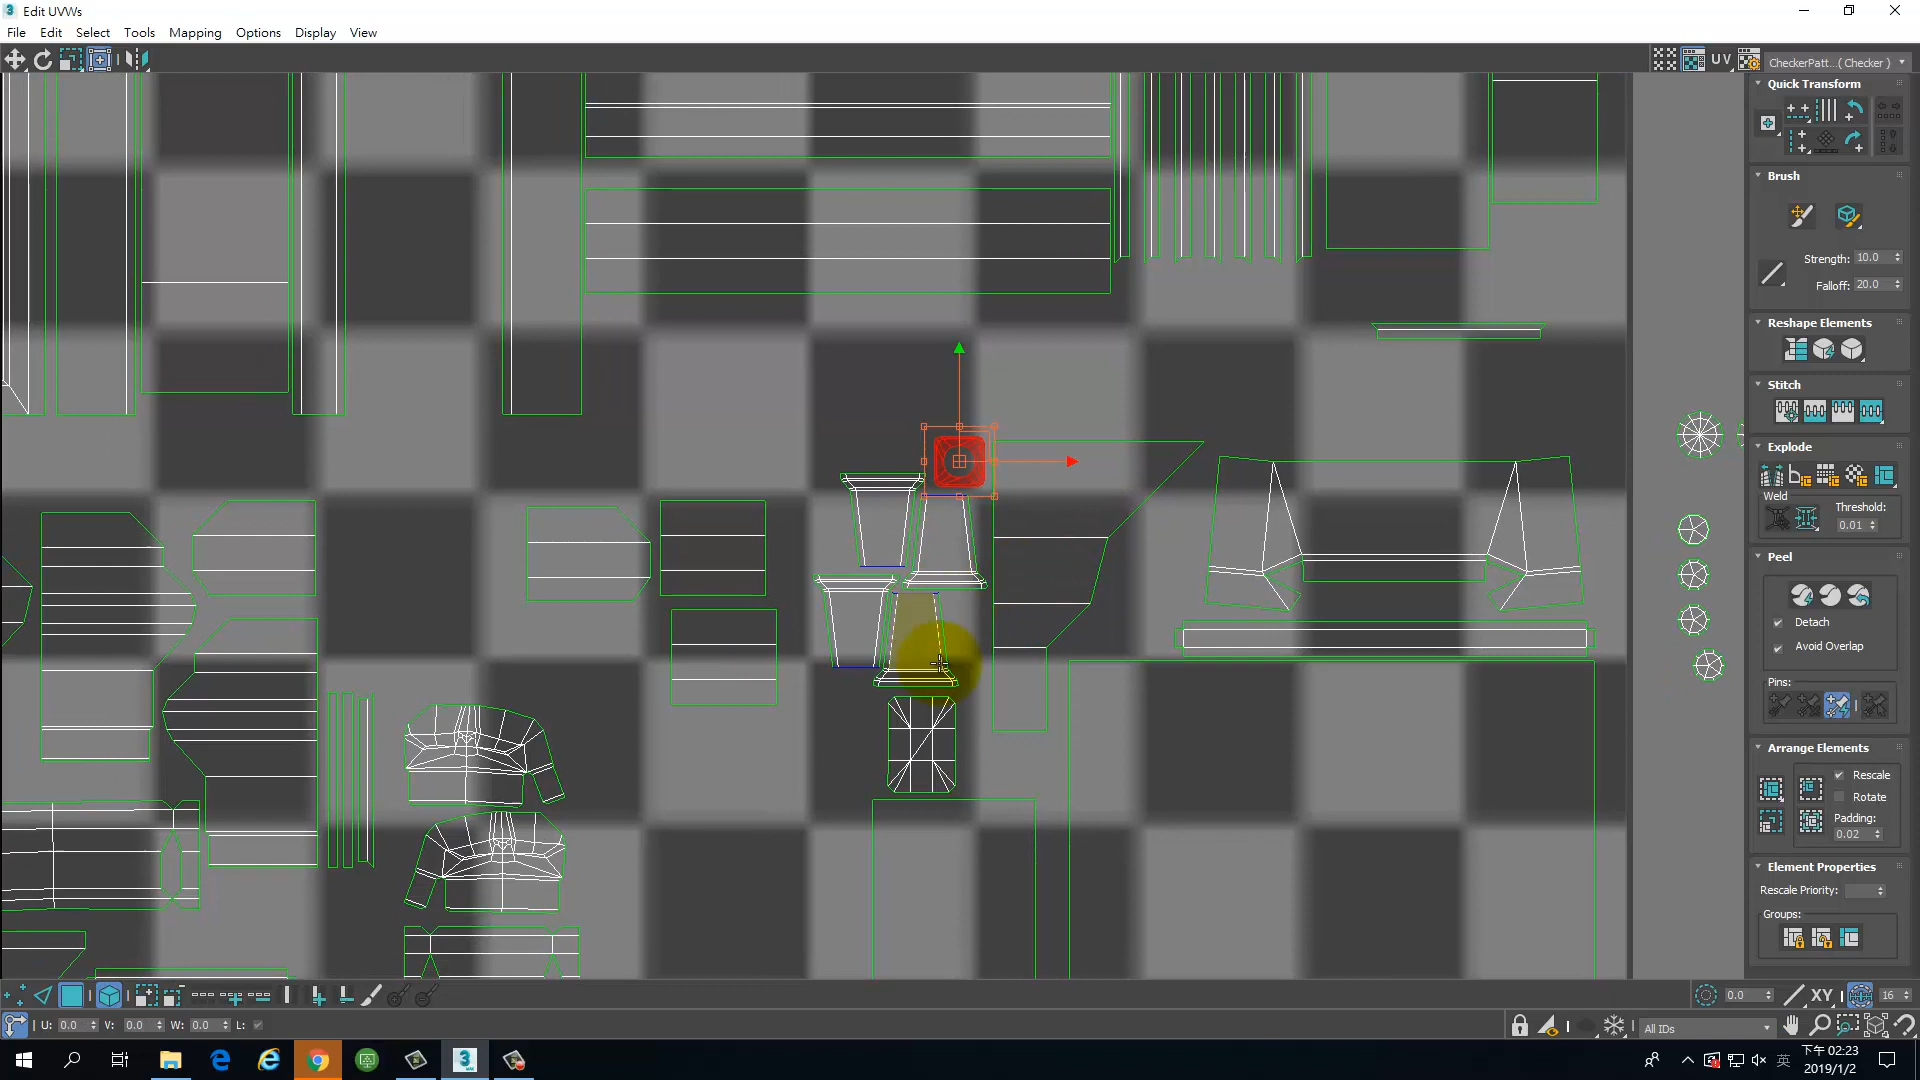 3 Edit UVWs
File Edit Select Tools Mapping Options Display View
UV CheckerPatt...( Checker )
Quick Transform
Brush
Strength: 10.0
Falloff: 20.0
Reshape Elements
Stitch
Explode
Weld
Threshold:
0.01
Peel
Detach
Avoid Overlap
Pins:
Arrange Elements
Rescale
Rotate
Padding:
0.02
Element Properties
Rescale Priority:
Groups:
0.0 XY 16
U: 0.0 V: 0.0 W: 0.0 L: All IDs
3 英 下午 02:23
2019/1/2